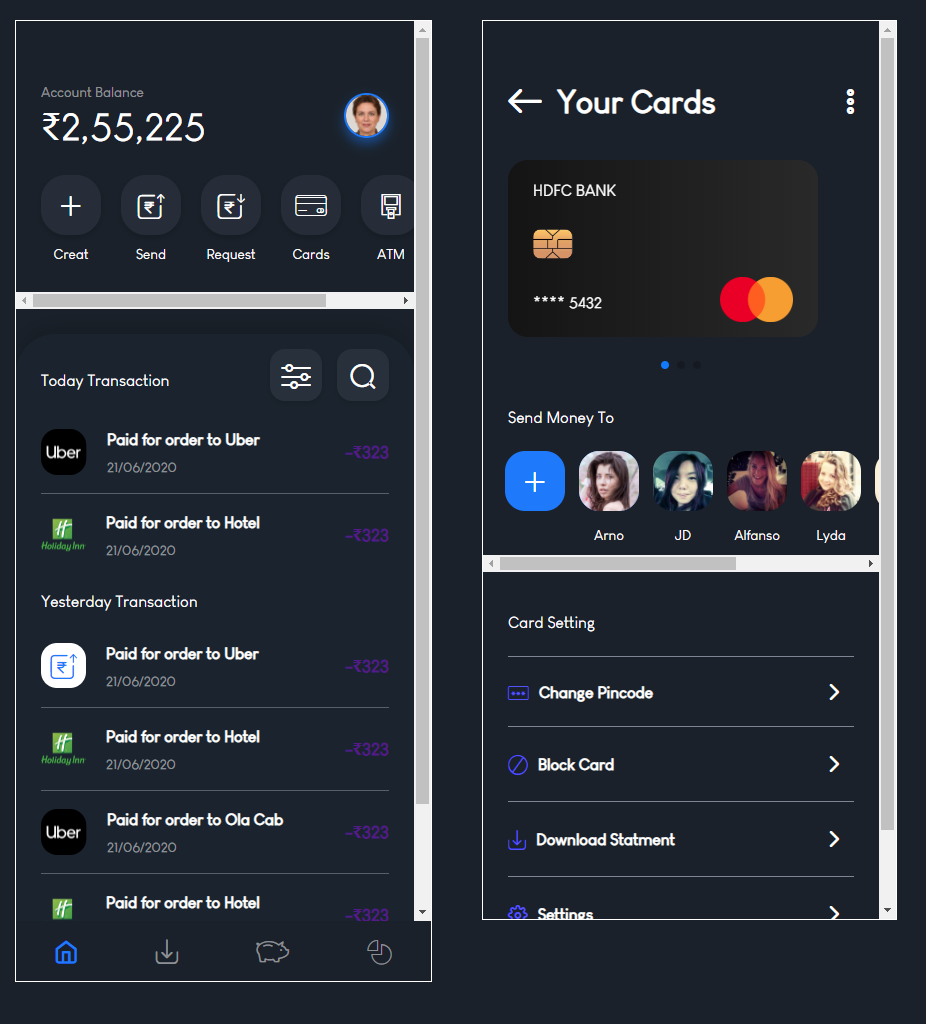 Account Balance
₹2,55,225
Creat
Send
Request
Cards
ATM
Today Transaction
Uber
Paid for order to Uber
21/06/2020
-₹323
Holiday Inn
Paid for order to Hotel
21/06/2020
-₹323
Yesterday Transaction
Paid for order to Uber
21/06/2020
-₹323
Holiday Inn
Paid for order to Hotel
21/06/2020
-₹323
Uber
Paid for order to Ola Cab
21/06/2020
-₹323
Paid for order to Hotel
-₹323
Your Cards
HDFC BANK
**** 5432
Send Money To
Arno
JD
Alfanso
Lyda
Card Setting
Change Pincode
Block Card
Download Statment
Settings